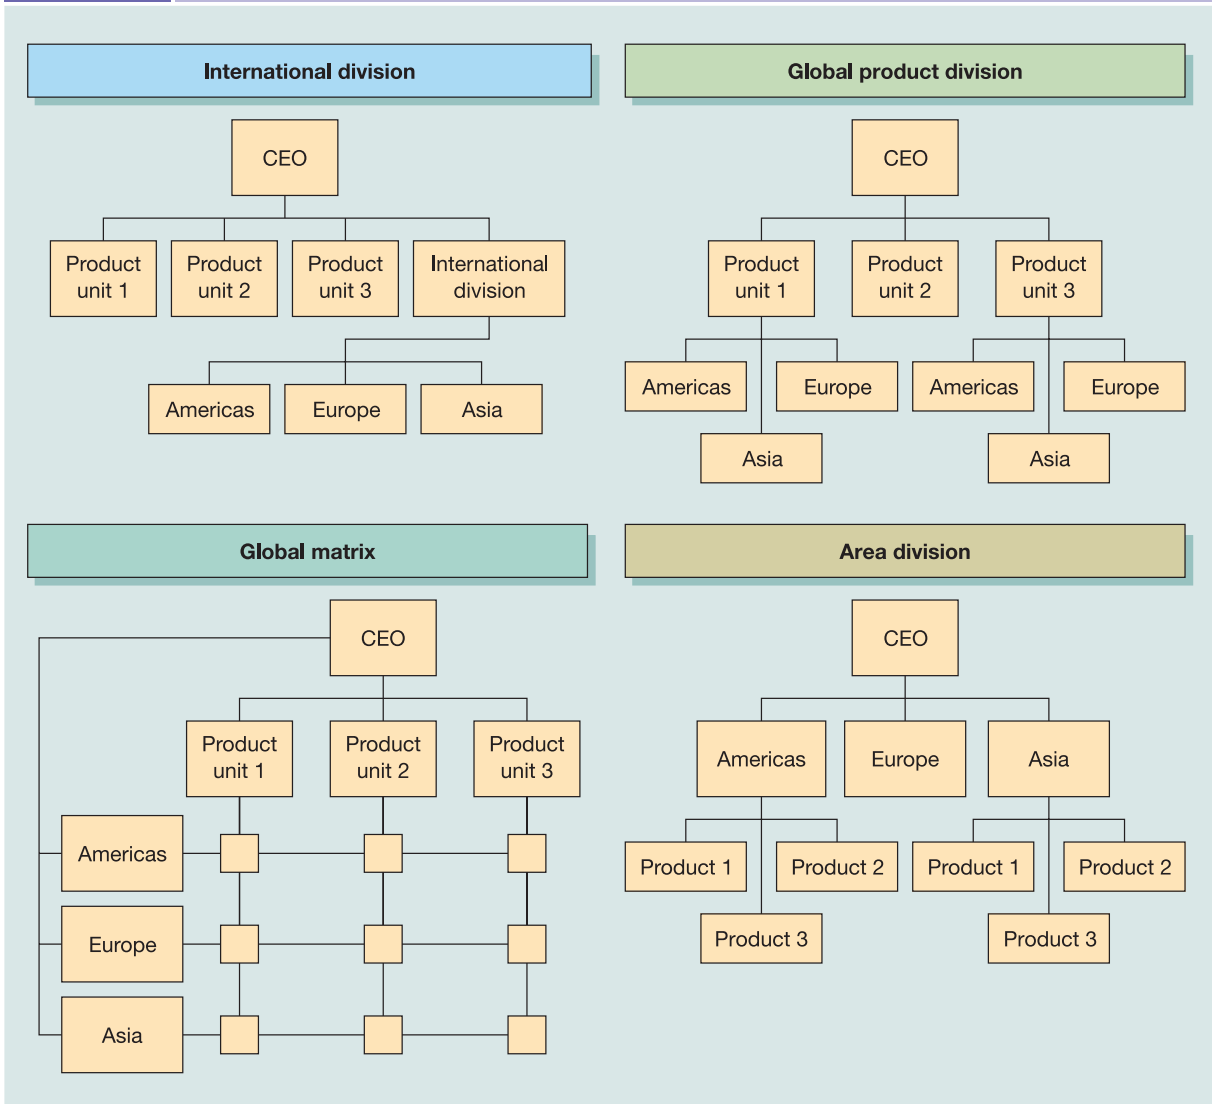 International division
CEO
Product
unit 1
Product
unit 2
Product
unit 3
International
division
Americas
Europe
Asia
Global product division
CEO
Product
unit 1
Product
unit 2
Product
unit 3
Americas
Europe
Americas
Europe
Asia
Asia
Global matrix
CEO
Product
unit 1
Product
unit 2
Product
unit 3
Americas
Europe
Asia
Area division
CEO
Americas
Europe
Asia
Product 1
Product 2
Product 1
Product 2
Product 3
Product 3